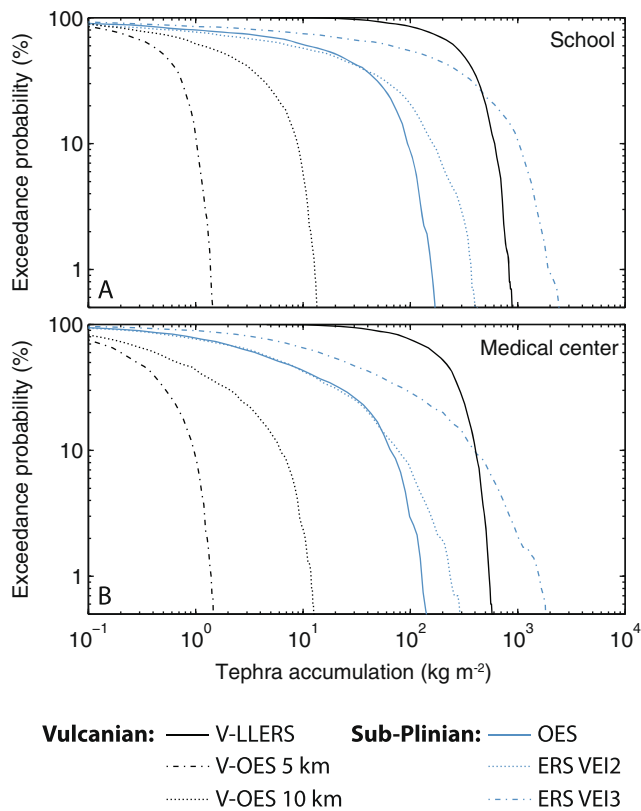 Exceedance probability (%)
100
10
1
School
A
Exceedance probability (%)
100
10
1
Medical center
B
10⁻¹ 10⁰ 10¹ 10² 10³ 10⁴
Tephra accumulation (kg m⁻²)
Vulcanian: V-LLERS Sub-Plinian: OES
V-OES 5 km ERS VEI2
V-OES 10 km ERS VEI3